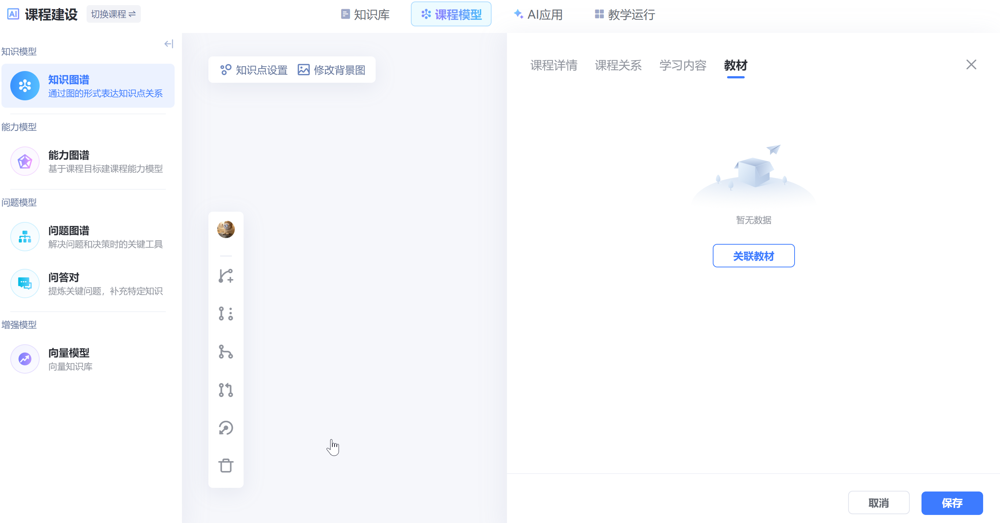 AI 课程建设 切换课程 知识库 课程模型 AI应用 教学运行
知识模型
知识图谱
通过图的形式表达知识点关系
能力模型
能力图谱
基于课程目标建课程能力模型
问题模型
问题图谱
解决问题和决策时的关键工具
问答对
提炼关键问题，补充特定知识
增强模型
向量模型
向量知识库
知识点设置 修改背景图
课程详情 课程关系 学习内容 教材
暂无数据
关联教材
取消 保存